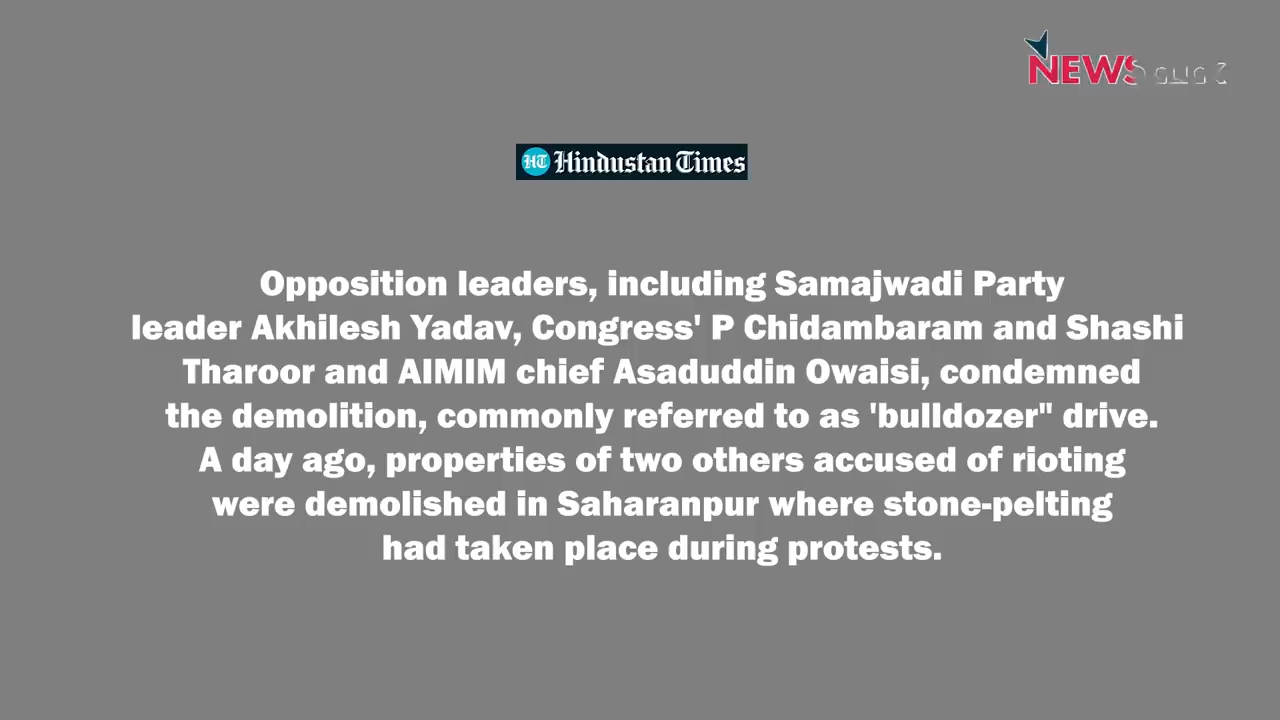 NEWS
HT Hindustan Times
Opposition leaders, including Samajwadi Party
leader Akhilesh Yadav, Congress' P Chidambaram and Shashi
Tharoor and AIMIM chief Asaduddin Owaisi, condemned
the demolition, commonly referred to as 'bulldozer" drive.
A day ago, properties of two others accused of rioting
were demolished in Saharanpur where stone-pelting
had taken place during protests.